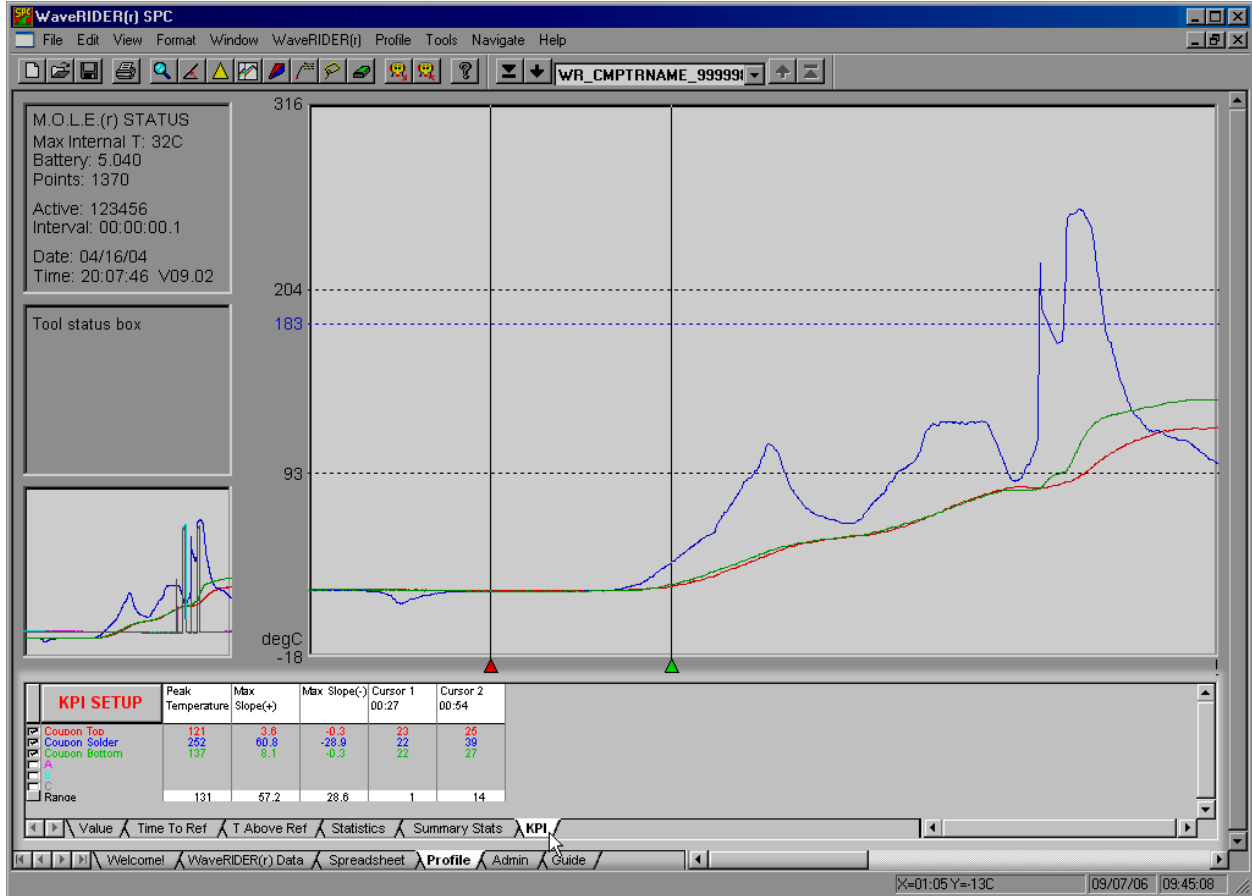 WaveRIDER(r) SPC
File Edit View Format Window WaveRIDER(r) Profile Tools Navigate Help
WR_CMPTRNAME_99999
M.O.L.E.(r) STATUS
Max Internal T: 32C
Battery: 5.040
Points: 1370
Active: 123456
Interval: 00:00:00.1
Date: 04/16/04
Time: 20:07:46 V09.02
Tool status box
316
204
183
93
degC
-18
KPI SETUP
Peak Temperature Max Slope(+) Max Slope(-) Cursor 1 00:27 Cursor 2 00:54
Coupon Top 121 3.6 -0.3 23 25
Coupon Solder 252 60.8 -28.9 22 39
Coupon Bottom 137 8.1 -0.3 22 27
A
B
C
Range 131 57.2 28.6 1 14
Value Time To Ref T Above Ref Statistics Summary Stats KPI
Welcome! WaveRIDER(r) Data Spreadsheet Profile Admin Guide
X=01:05 Y=-13C 09/07/06 09:45:08